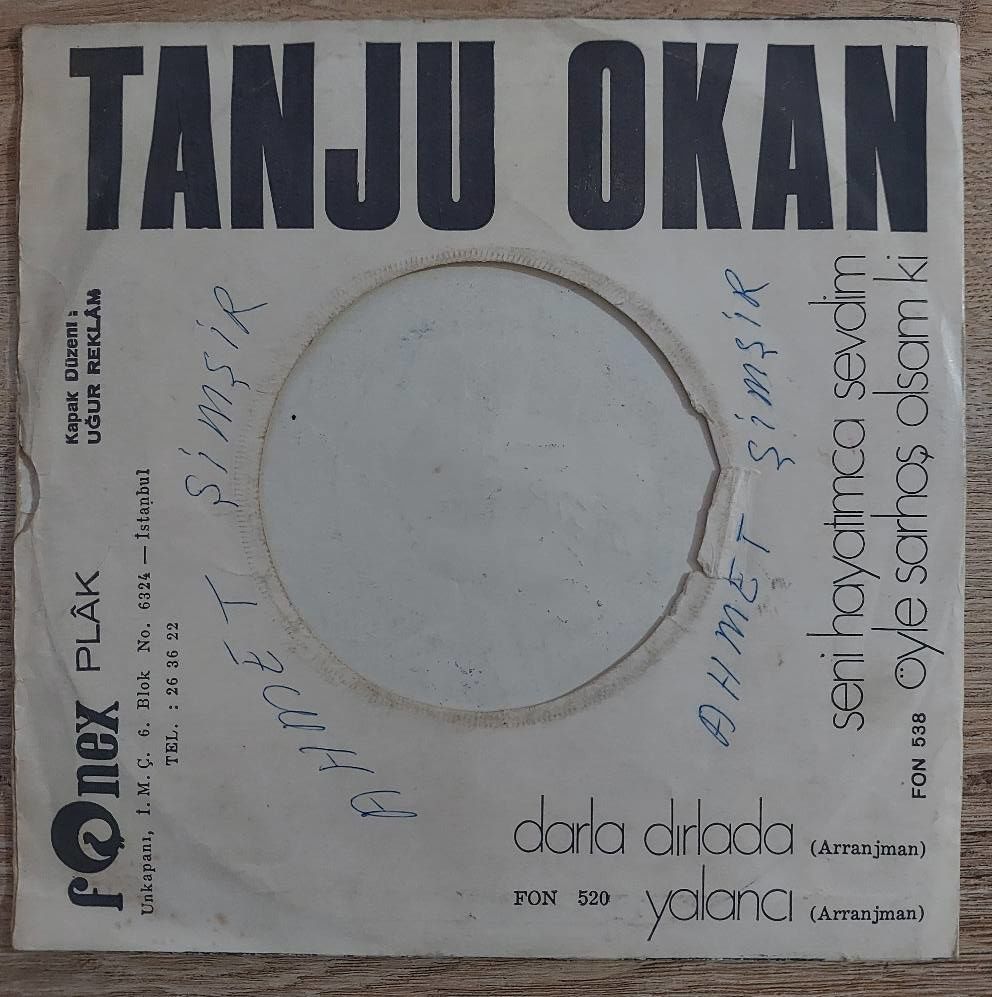 TANJU OKAN
Kapak Düzeni :
UĞUR REKLÂM
fonex PLÂK
Unkapanı, İ. M. Ç. 6. Blok No. 6324 — İstanbul
TEL. : 26 36 22
AHMET ŞİMŞİR
AHMET ŞİMŞİR
seni hayatımca sevdim
öyle sarhoş olsam ki
FON 538
darla dırlada (Arranjman)
FON 520 yalancı (Arranjman)